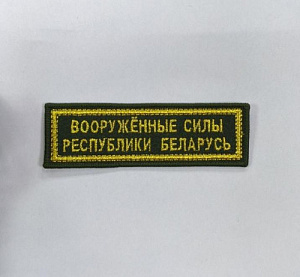 ВООРУЖЁННЫЕ СИЛЫ
РЕСПУБЛИКИ БЕЛАРУСЬ